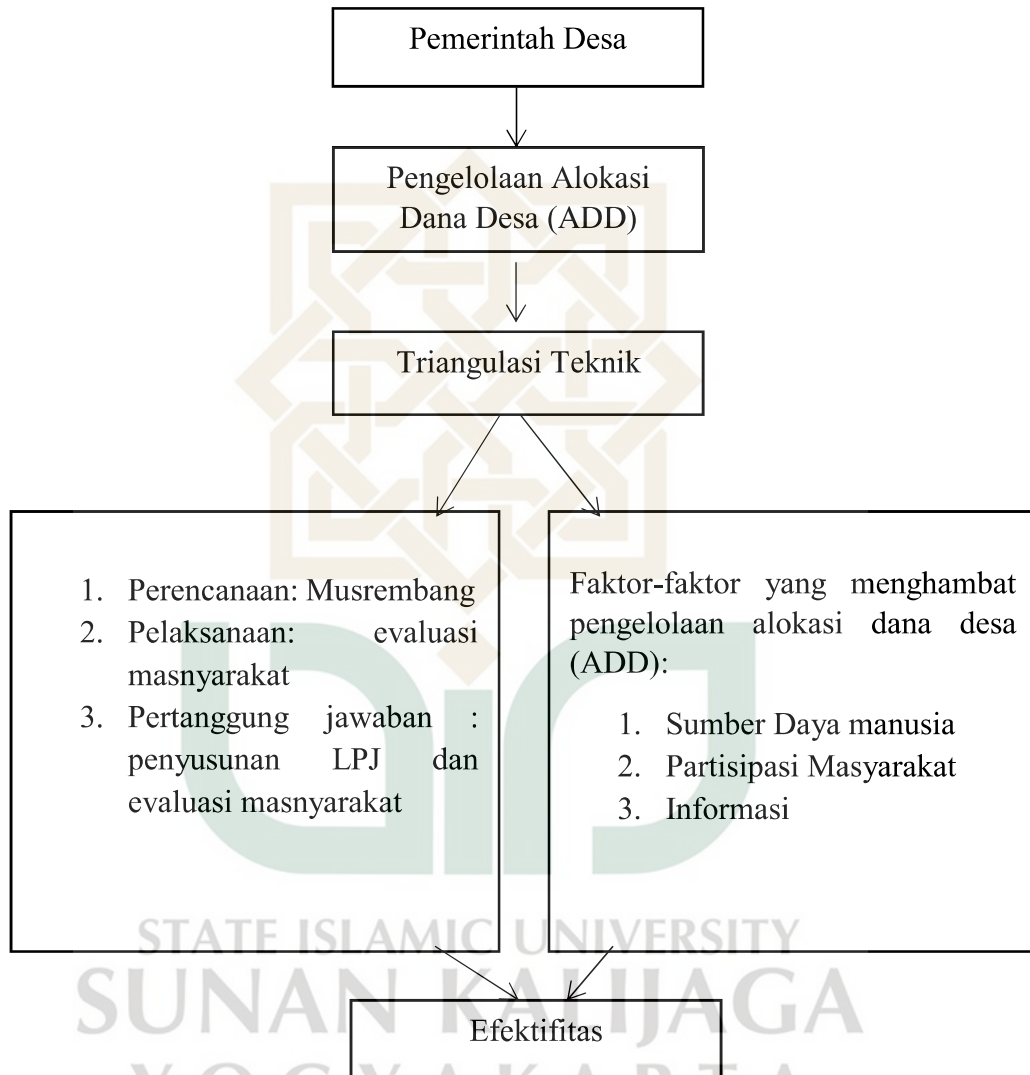 Pemerintah Desa
Pengelolaan Alokasi
Dana Desa (ADD)
Triangulasi Teknik
1. Perencanaan: Musrembang
2. Pelaksanaan: evaluasi
masnyarakat
3. Pertanggung jawaban :
penyusunan LPJ dan
evaluasi masnyarakat
Faktor-faktor yang menghambat
pengelolaan alokasi dana desa
(ADD):
1. Sumber Daya manusia
2. Partisipasi Masyarakat
3. Informasi
STATE ISLAMIC UNIVERSITY
SUNAN KALIJAGA
Efektifitas
YOGYAKARTA